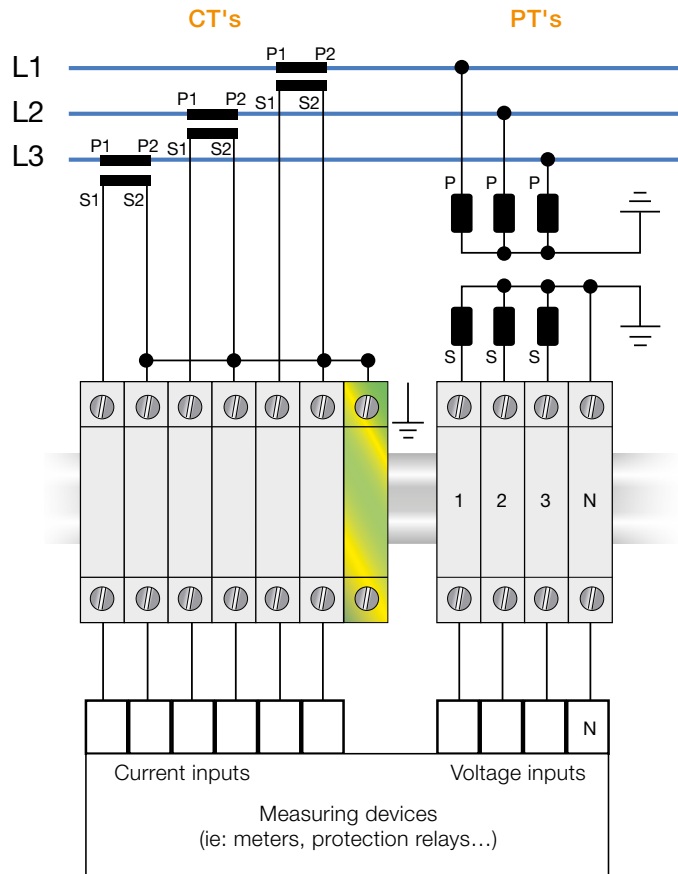 CT's PT's
L1 P1 P2
S1 S2
L2 P1 P2
S1 S2
L3 P1 P2
S1 S2
P P P
S S S
1 2 3 N
N
Current inputs Voltage inputs
Measuring devices
(ie: meters, protection relays...)